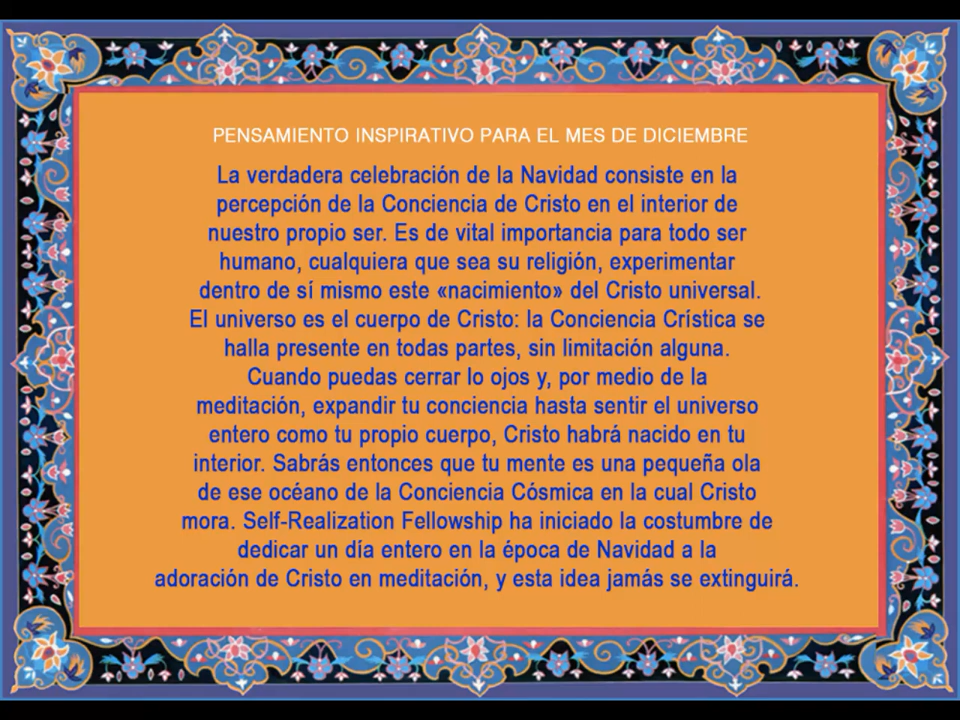 PENSAMIENTO INSPIRATIVO PARA EL MES DE DICIEMBRE
La verdadera celebración de la Navidad consiste en la
percepción de la Conciencia de Cristo en el interior de
nuestro propio ser. Es de vital importancia para todo ser
humano, cualquiera que sea su religión, experimentar
dentro de sí mismo este «nacimiento» del Cristo universal.
El universo es el cuerpo de Cristo: la Conciencia Crística se
halla presente en todas partes, sin limitación alguna.
Cuando puedas cerrar lo ojos y, por medio de la
meditación, expandir tu conciencia hasta sentir el universo
entero como tu propio cuerpo, Cristo habrá nacido en tu
interior. Sabrás entonces que tu mente es una pequeña ola
de ese océano de la Conciencia Cósmica en la cual Cristo
mora. Self-Realization Fellowship ha iniciado la costumbre de
dedicar un día entero en la época de Navidad a la
adoración de Cristo en meditación, y esta idea jamás se extinguirá.